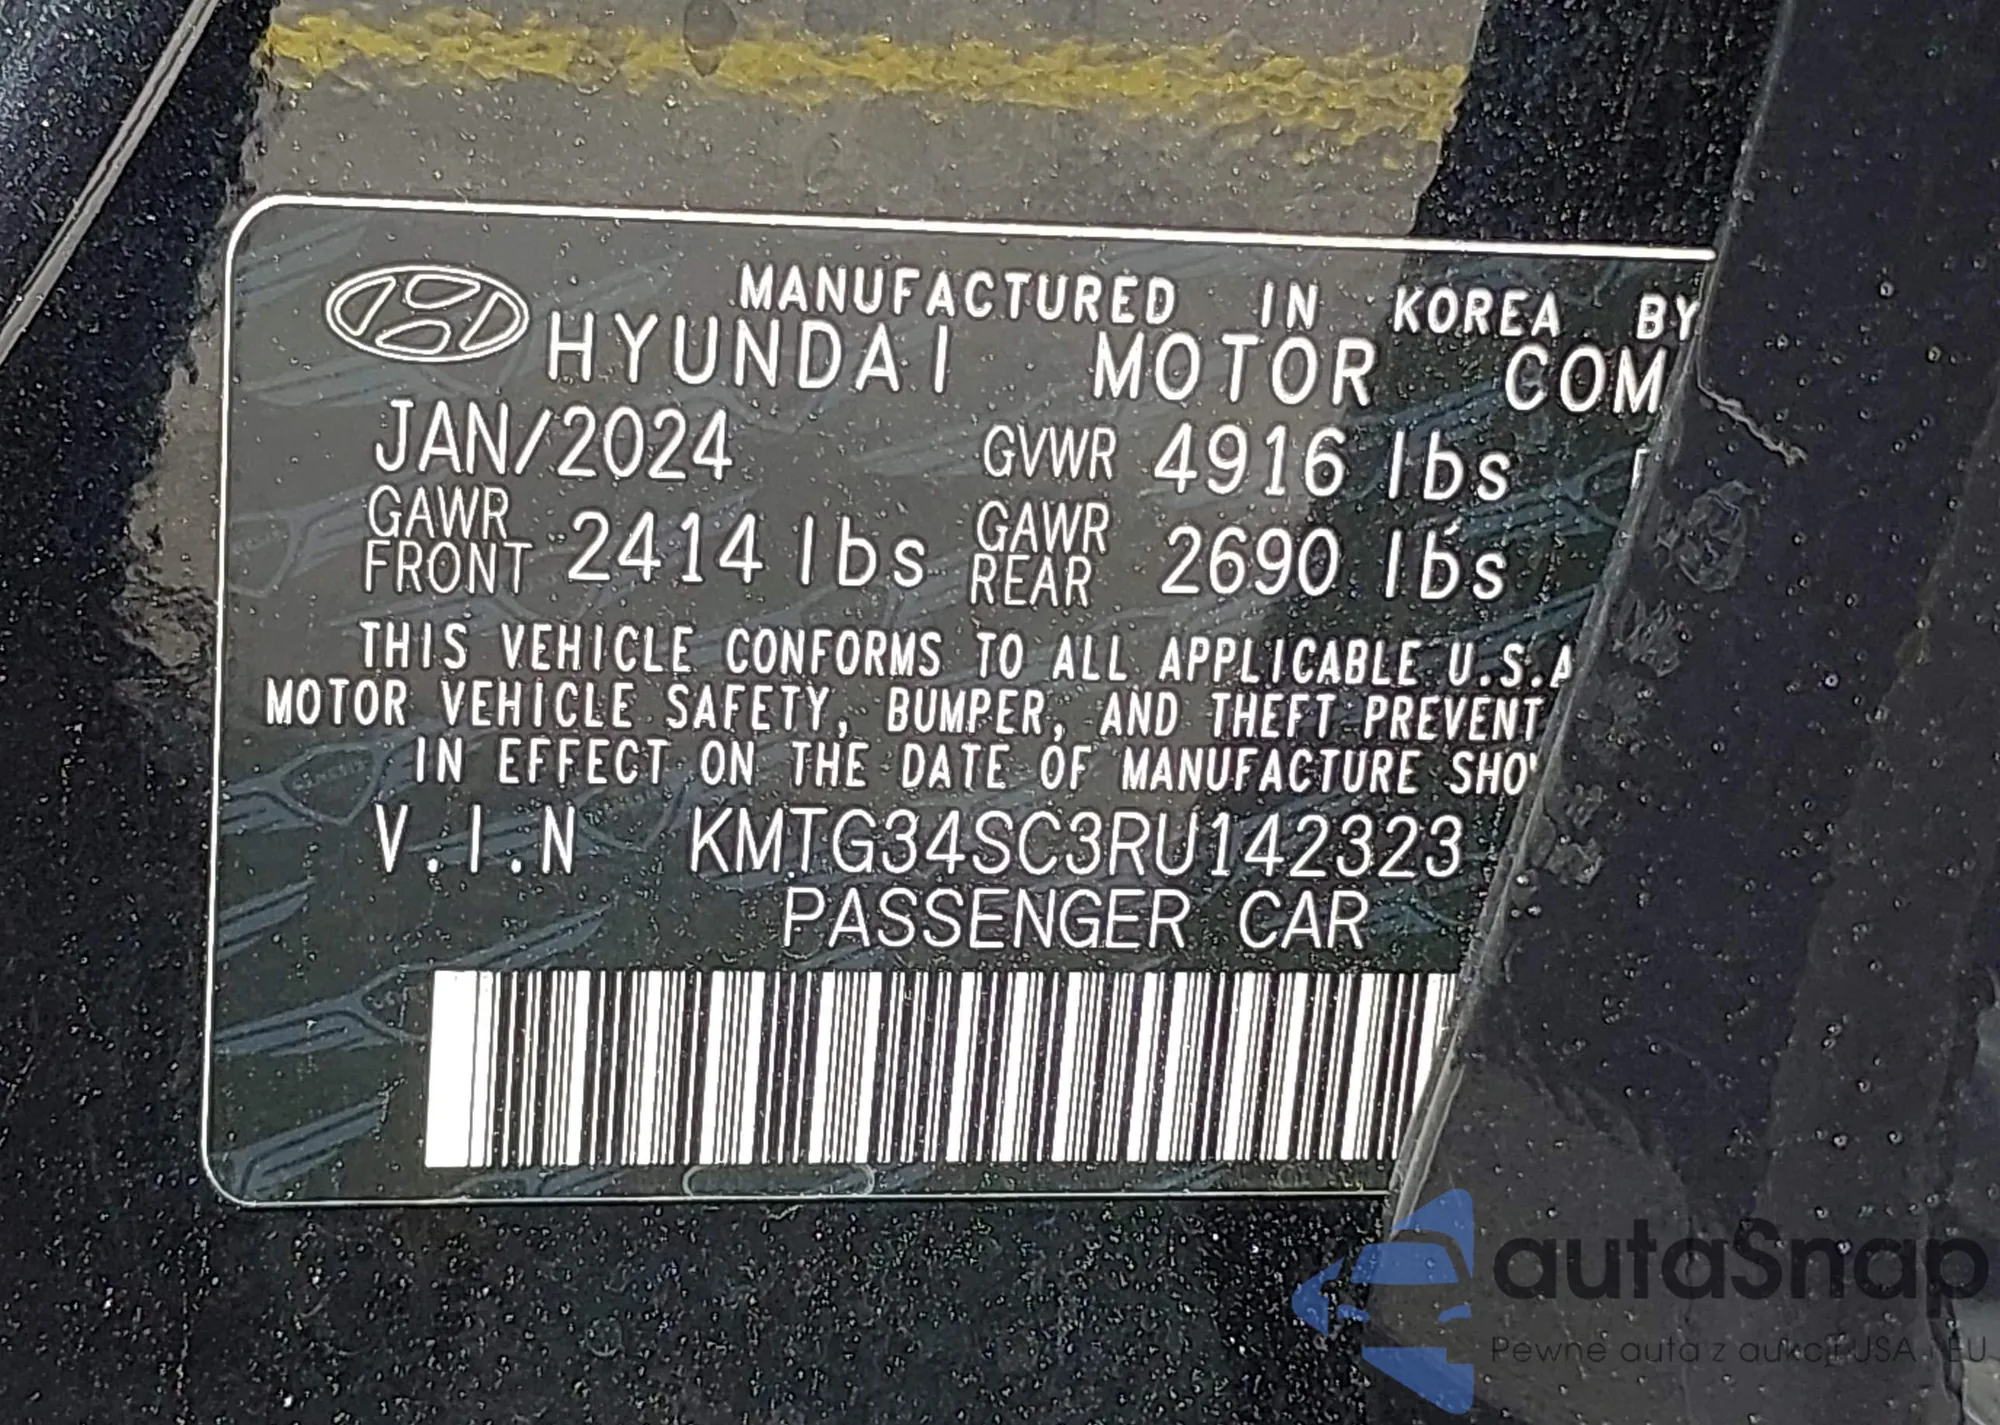 MANUFACTURED IN KOREA BY
HYUNDAI MOTOR COM
JAN/2024 GVWR 4916 lbs
GAWR FRONT 2414 lbs GAWR REAR 2690 lbs
THIS VEHICLE CONFORMS TO ALL APPLICABLE U.S.A
MOTOR VEHICLE SAFETY, BUMPER, AND THEFT PREVENT
IN EFFECT ON THE DATE OF MANUFACTURE SHO
V.I.N KMTG34SC3RU142323
PASSENGER CAR
autaSnap
Pewne auta z aukcji USA i EU